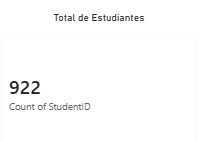 Total de Estudiantes
922
Count of StudentID